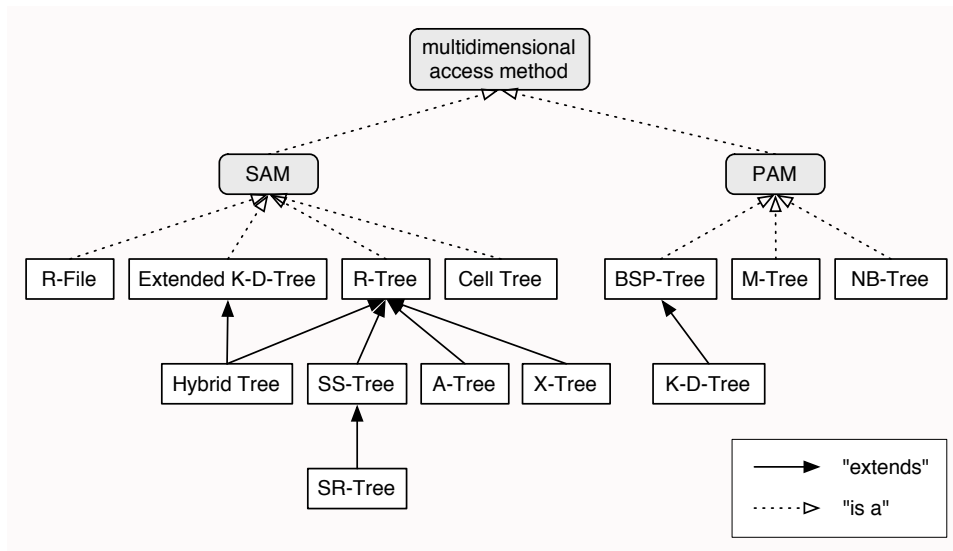 multidimensional
access method
SAM
PAM
R-File
Extended K-D-Tree
R-Tree
Cell Tree
BSP-Tree
M-Tree
NB-Tree
Hybrid Tree
SS-Tree
A-Tree
X-Tree
K-D-Tree
SR-Tree
"extends"
"is a"